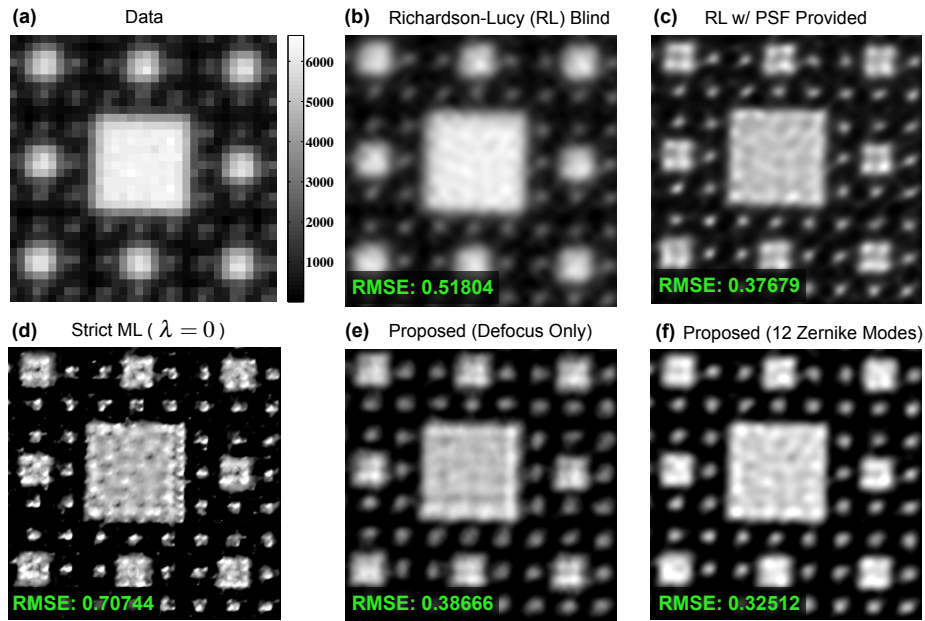 (a) Data
(b) Richardson-Lucy (RL) Blind
(c) RL w/ PSF Provided
6000
5000
4000
3000
2000
1000
RMSE: 0.51804
RMSE: 0.37679
(d) Strict ML ( λ = 0 )
(e) Proposed (Defocus Only)
(f) Proposed (12 Zernike Modes)
RMSE: 0.70744
RMSE: 0.38666
RMSE: 0.32512